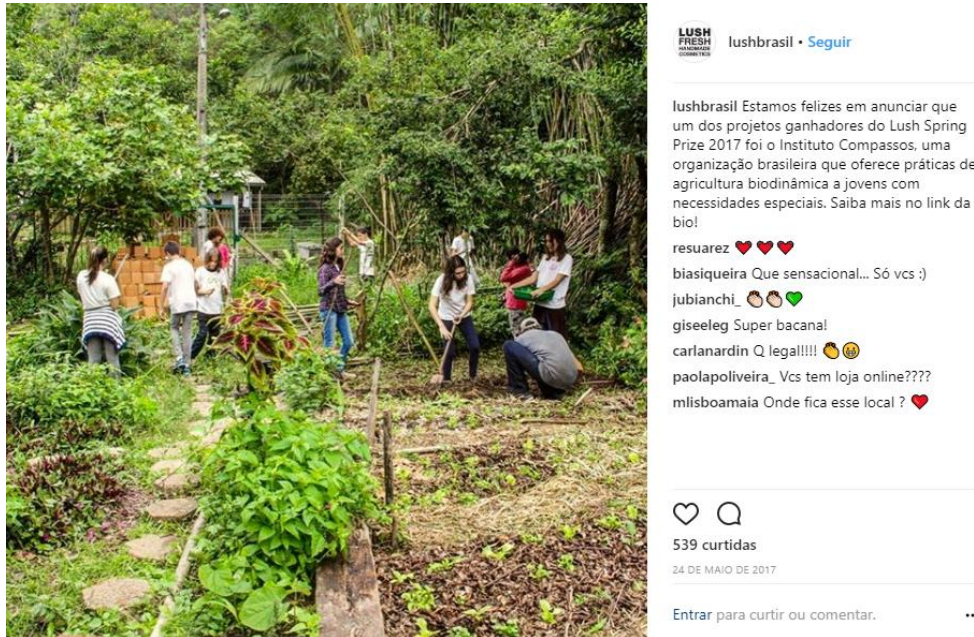 LUSH
FRESH
HANDMADE
COSMETICS
lushbrasil • Seguir
lushbrasil Estamos felizes em anunciar que
um dos projetos ganhadores do Lush Spring
Prize 2017 foi o Instituto Compassos, uma
organização brasileira que oferece práticas de
agricultura biodinâmica a jovens com
necessidades especiais. Saiba mais no link da
bio!
resuarez ❤️ ❤️ ❤️
biasiqueira Que sensacional... Só vcs :)
jubianchi_ 👏🏻👏🏻💚
giseeleg Super bacana!
carlanardin Q legal!!!! 👏😁
paolapoliveira_ Vcs tem loja online????
mlisboamaia Onde fica esse local ? ❤️
539 curtidas
24 DE MAIO DE 2017
Entrar para curtir ou comentar.